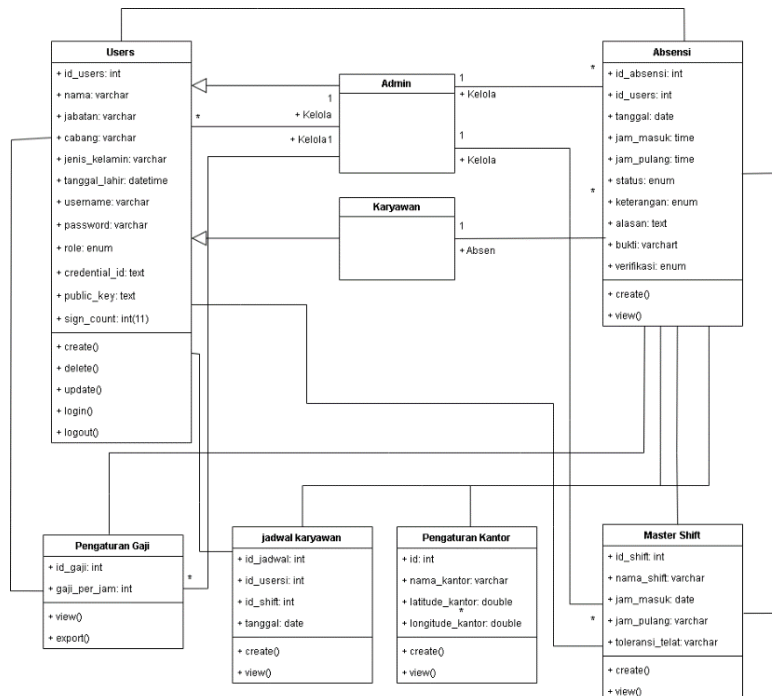 Users
+ id_users: int
+ nama: varchar
+ jabatan: varchar
+ cabang: varchar
+ jenis_kelamin: varchar
+ tanggal_lahir: datetime
+ username: varchar
+ password: varchar
+ role: enum
+ credential_id: text
+ public_key: text
+ sign_count: int(11)
+ create()
+ delete()
+ update()
+ login()
+ logout()
Admin
1
+ Kelola
*
+ Kelola1
1
+ Kelola
*
1
+ Kelola
Karyawan
1
+ Absen
*
Absensi
+ id_absensi: int
+ id_users: int
+ tanggal: date
+ jam_masuk: time
+ jam_pulang: time
+ status: enum
+ keterangan: enum
+ alasan: text
+ bukti: varchart
+ verifikasi: enum
+ create()
+ view()
Pengaturan Gaji
+ id_gaji: int
+ gaji_per_jam: int
*
+ view()
+ export()
jadwal karyawan
+ id_jadwal: int
+ id_usersi: int
+ id_shift: int
+ tanggal: date
+ create()
+ view()
Pengaturan Kantor
+ id: int
+ nama_kantor: varchar
+ latitude_kantor: double
*
+ longitude_kantor: double
+ create()
+ view()
Master Shift
+ id_shift: int
+ nama_shift: varchar
+ jam_masuk: date
*
+ jam_pulang: varchar
+ toleransi_telat: varchar
+ create()
+ view()